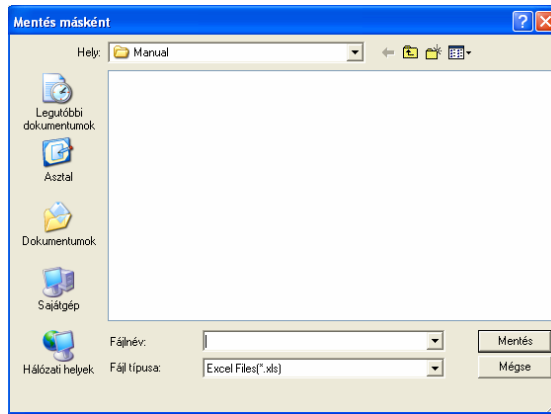 Mentés másként
Hely: Manual
Legutóbbi
dokumentumok
Asztal
Dokumentumok
Sajátgép
Hálózati helyek
Fájlnév:
Mentés
Fájl típusa: Excel Files(*.xls)
Mégse